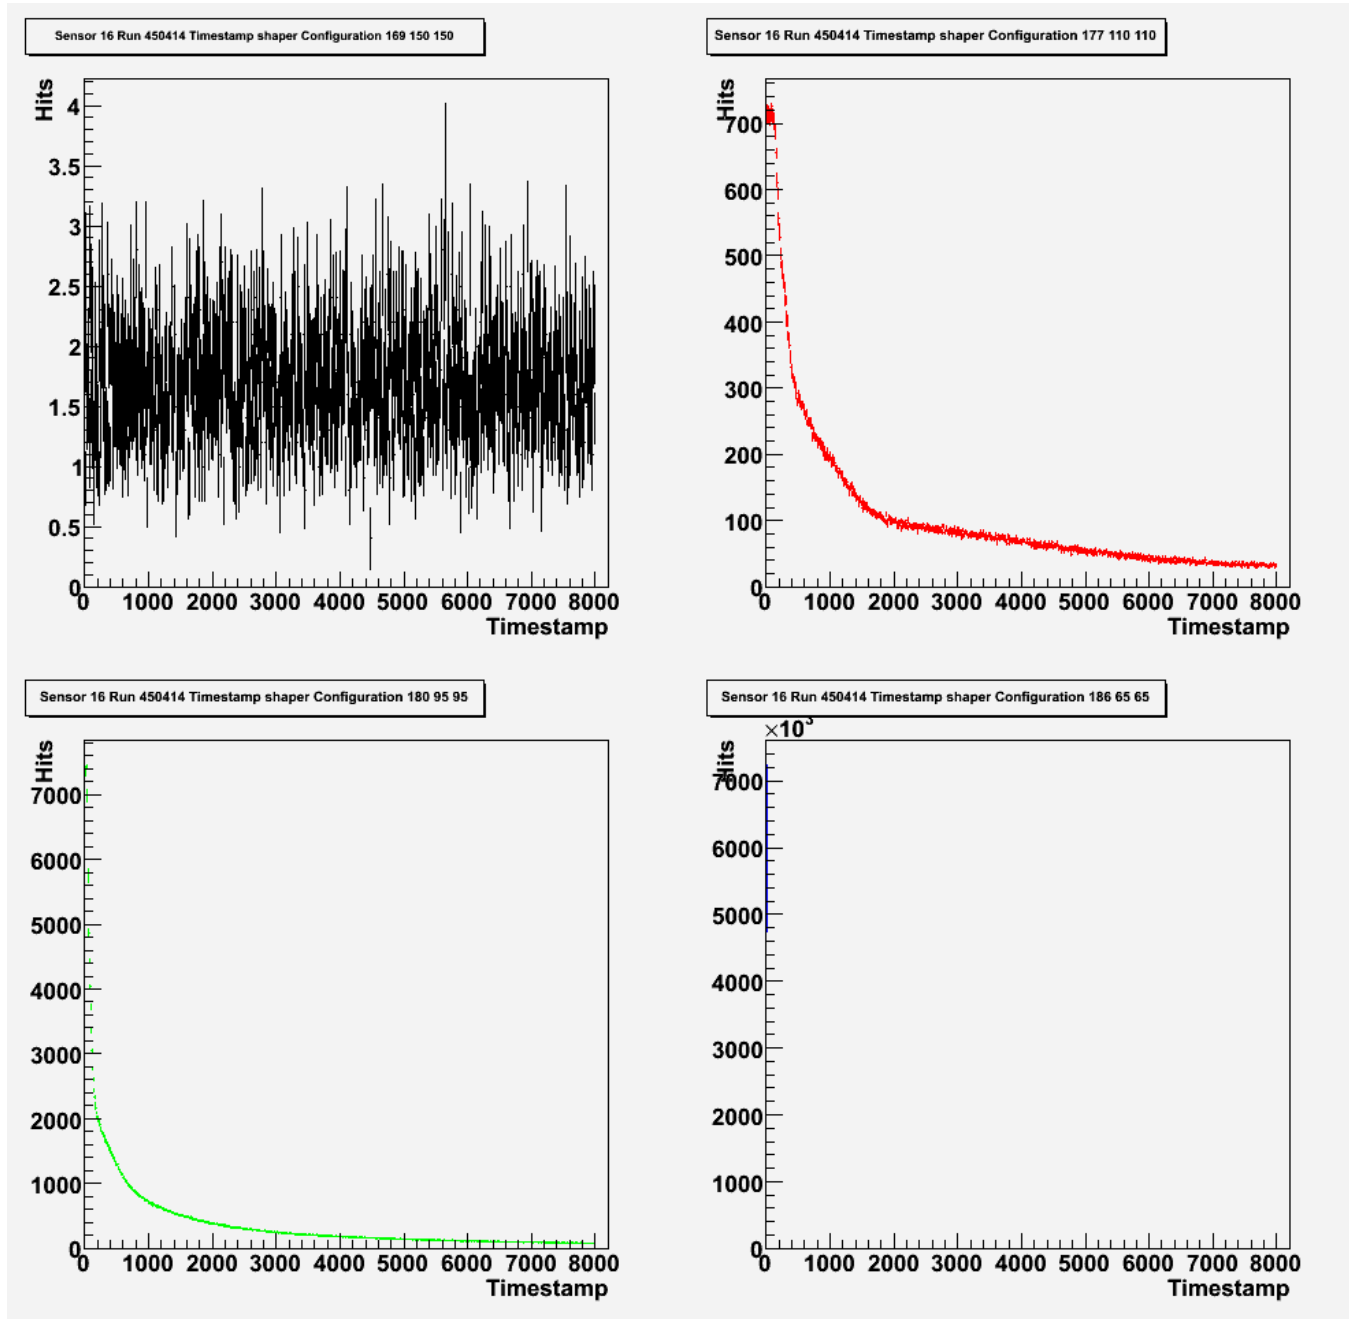 Sensor 16 Run 450414 Timestamp shaper Configuration 169 150 150
Hits
4
3.5
3
2.5
2
1.5
1
0.5
0
0 1000 2000 3000 4000 5000 6000 7000 8000
Timestamp
Sensor 16 Run 450414 Timestamp shaper Configuration 177 110 110
Hits
700
600
500
400
300
200
100
0
0 1000 2000 3000 4000 5000 6000 7000 8000
Timestamp
Sensor 16 Run 450414 Timestamp shaper Configuration 180 95 95
Hits
7000
6000
5000
4000
3000
2000
1000
0
0 1000 2000 3000 4000 5000 6000 7000 8000
Timestamp
Sensor 16 Run 450414 Timestamp shaper Configuration 186 65 65
×10³
Hits
7000
6000
5000
4000
3000
2000
1000
0
0 1000 2000 3000 4000 5000 6000 7000 8000
Timestamp